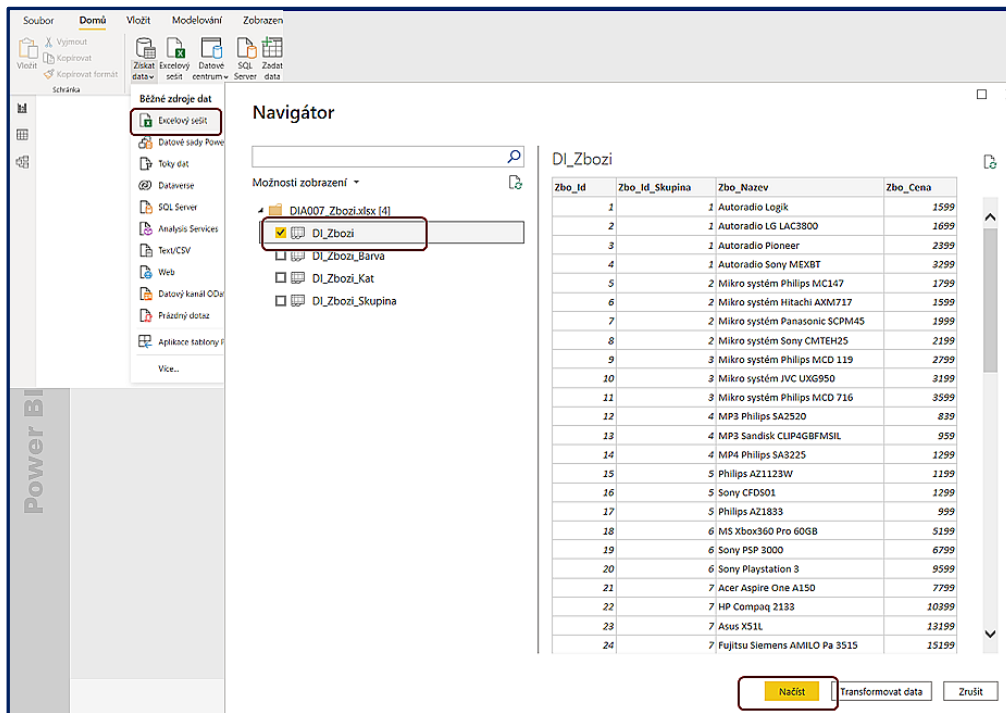 Soubor Domů Vložit Modelování Zobrazen
Vložit
Vyjmout
Kopírovat
Kopírovat formát
Schránka
Získat data
Excelový sešit
Datové centrum
SQL Server
Zadat data
Běžné zdroje dat
Excelový sešit
Datové sady Powe
Toky dat
Dataverse
SQL Server
Analysis Services
Text/CSV
Web
Datový kanál ODa
Prázdný dotaz
Aplikace šablony P
Více...
Power BI
Navigátor
Možnosti zobrazení
DIA007_Zbozi.xlsx [4]
DI_Zbozi
DI_Zbozi_Barva
DI_Zbozi_Kat
DI_Zbozi_Skupina
DI_Zbozi
Zbo_Id Zbo_Id_Skupina Zbo_Nazev Zbo_Cena
1 1 Autoradio Logik 1599
2 1 Autoradio LG LAC3800 1699
3 1 Autoradio Pioneer 2399
4 1 Autoradio Sony MEXBT 3299
5 2 Mikro systém Philips MC147 1799
6 2 Mikro systém Hitachi AXM717 1599
7 2 Mikro systém Panasonic SCPM45 1999
8 2 Mikro systém Sony CMTEH25 2199
9 3 Mikro systém Philips MCD 119 2799
10 3 Mikro systém JVC UXG950 3199
11 3 Mikro systém Philips MCD 716 3599
12 4 MP3 Philips SA2520 839
13 4 MP3 Sandisk CLIP4GBFMSIL 959
14 4 MP4 Philips SA3225 1299
15 5 Philips AZ1123W 1199
16 5 Sony CFDS01 1299
17 5 Philips AZ1833 999
18 6 MS Xbox360 Pro 60GB 5199
19 6 Sony PSP 3000 6799
20 6 Sony Playstation 3 9599
21 7 Acer Aspire One A150 7799
22 7 HP Compaq 2133 10399
23 7 Asus X51L 13199
24 7 Fujitsu Siemens AMILO Pa 3515 15199
Načíst Transformovat data Zrušit